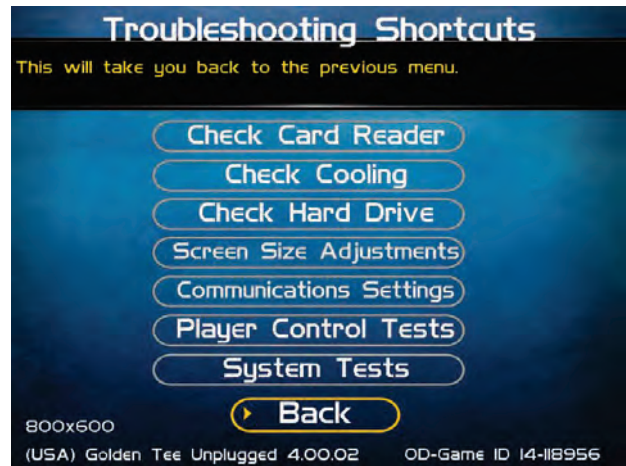 Troubleshooting Shortcuts
This will take you back to the previous menu.
Check Card Reader
Check Cooling
Check Hard Drive
Screen Size Adjustments
Communications Settings
Player Control Tests
System Tests
Back
800x600
(USA) Golden Tee Unplugged 4.00.02 OD-Game ID 14-118956